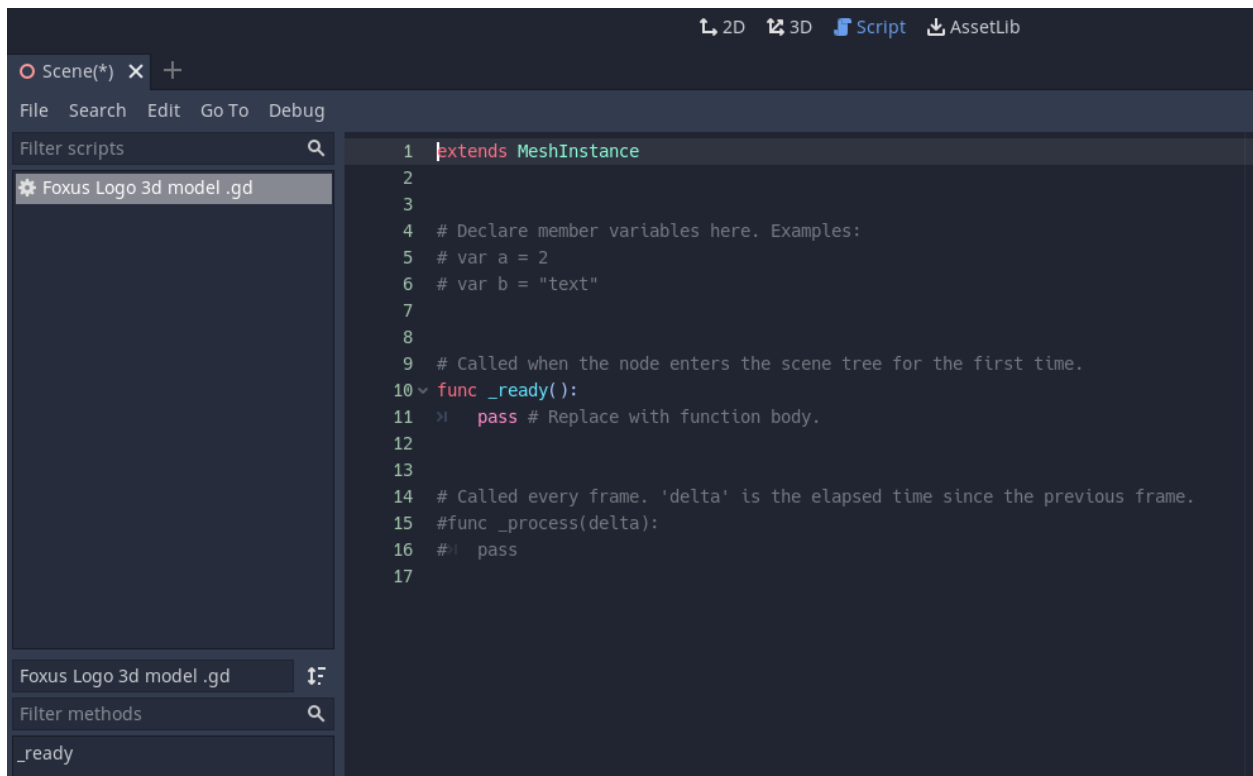 2D 3D Script AssetLib
Scene(*)
File Search Edit Go To Debug
Filter scripts
Foxus Logo 3d model .gd
1 extends MeshInstance
2
3
4 # Declare member variables here. Examples:
5 # var a = 2
6 # var b = "text"
7
8
9 # Called when the node enters the scene tree for the first time.
10 func _ready():
11 pass # Replace with function body.
12
13
14 # Called every frame. 'delta' is the elapsed time since the previous frame.
15 #func _process(delta):
16 # pass
17
Foxus Logo 3d model .gd
Filter methods
_ready